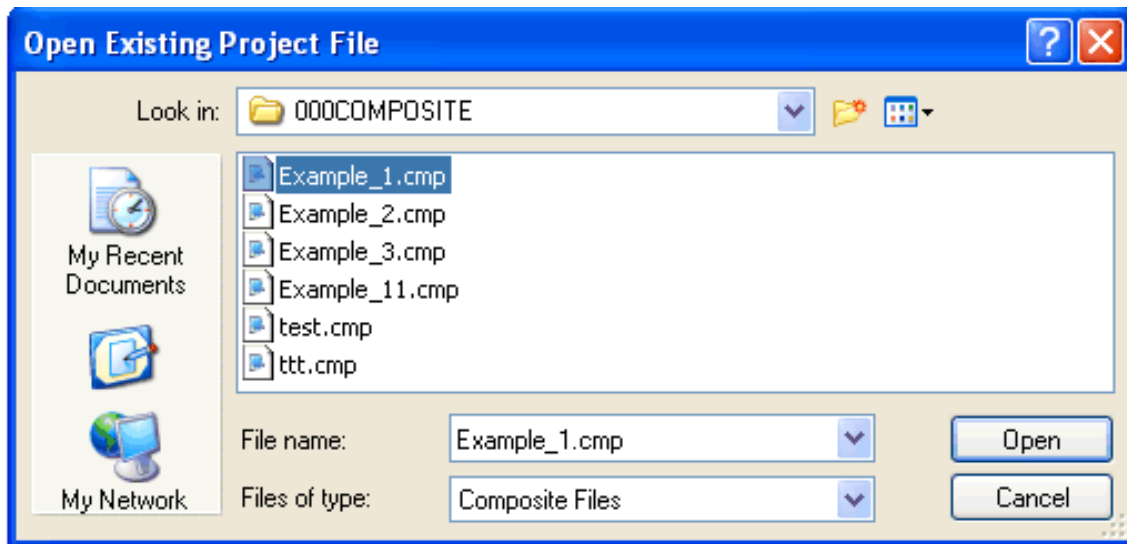 Open Existing Project File
Look in: 000COMPOSITE
Example_1.cmp
Example_2.cmp
Example_3.cmp
Example_11.cmp
test.cmp
ttt.cmp
My Recent
Documents
My Network
File name: Example_1.cmp Open
Files of type: Composite Files Cancel